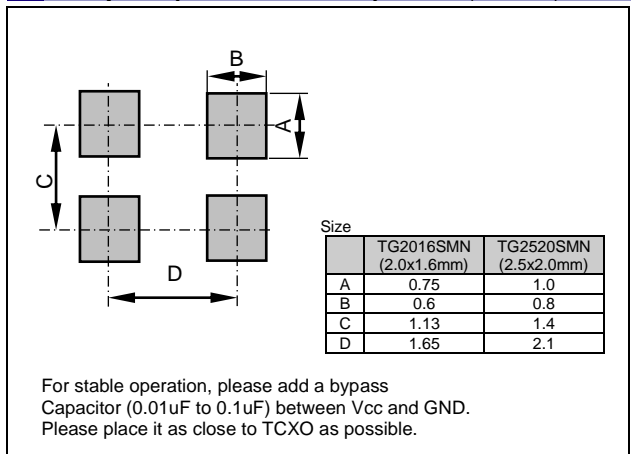 B
A
C
D
Size
TG2016SMN TG2520SMN
(2.0x1.6mm) (2.5x2.0mm)
A 0.75 1.0
B 0.6 0.8
C 1.13 1.4
D 1.65 2.1
For stable operation, please add a bypass
Capacitor (0.01uF to 0.1uF) between Vcc and GND.
Please place it as close to TCXO as possible.